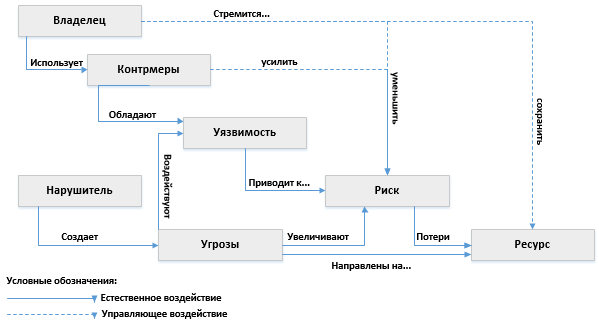 Владелец
Стремится...
Использует
Контрмеры
усилить
уменьшить
сохранить
Обладают
Уязвимость
Воздействуют
Приводит к...
Нарушитель
Риск
Создает
Угрозы
Увеличивают
Потери
Ресурс
Направлены на...
Условные обозначения:
Естественное воздействие
Управляющее воздействие